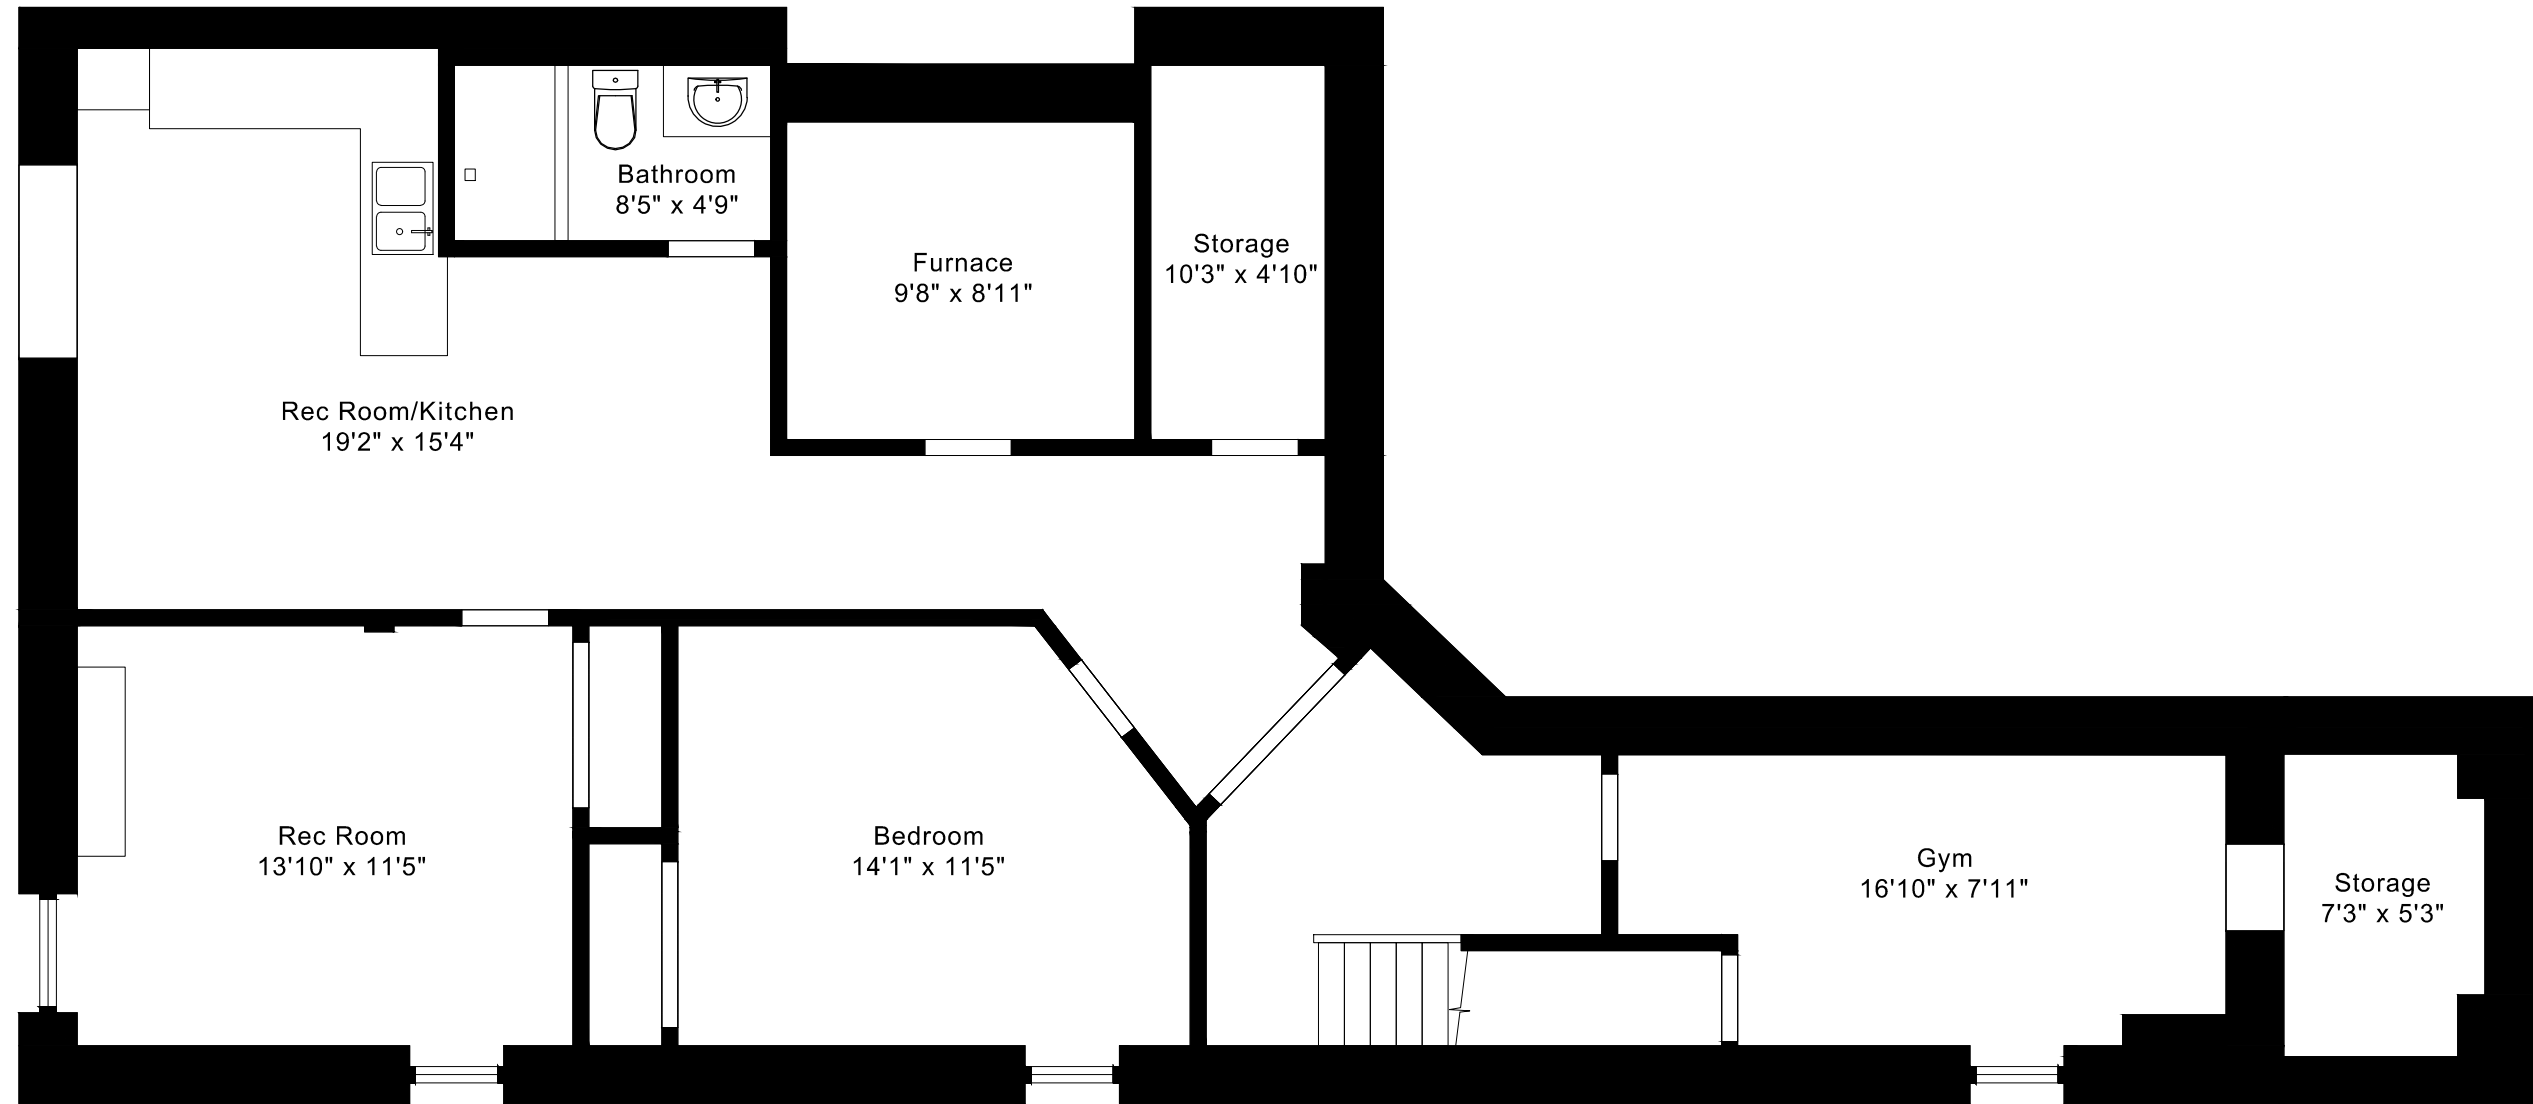 Bathroom
8'5" x 4'9"
Storage
10'3" x 4'10"
Furnace
9'8" x 8'11"
Rec Room/Kitchen
19'2" x 15'4"
Rec Room
13'10" x 11'5"
Bedroom
14'1" x 11'5"
Gym
16'10" x 7'11"
Storage
7'3" x 5'3"